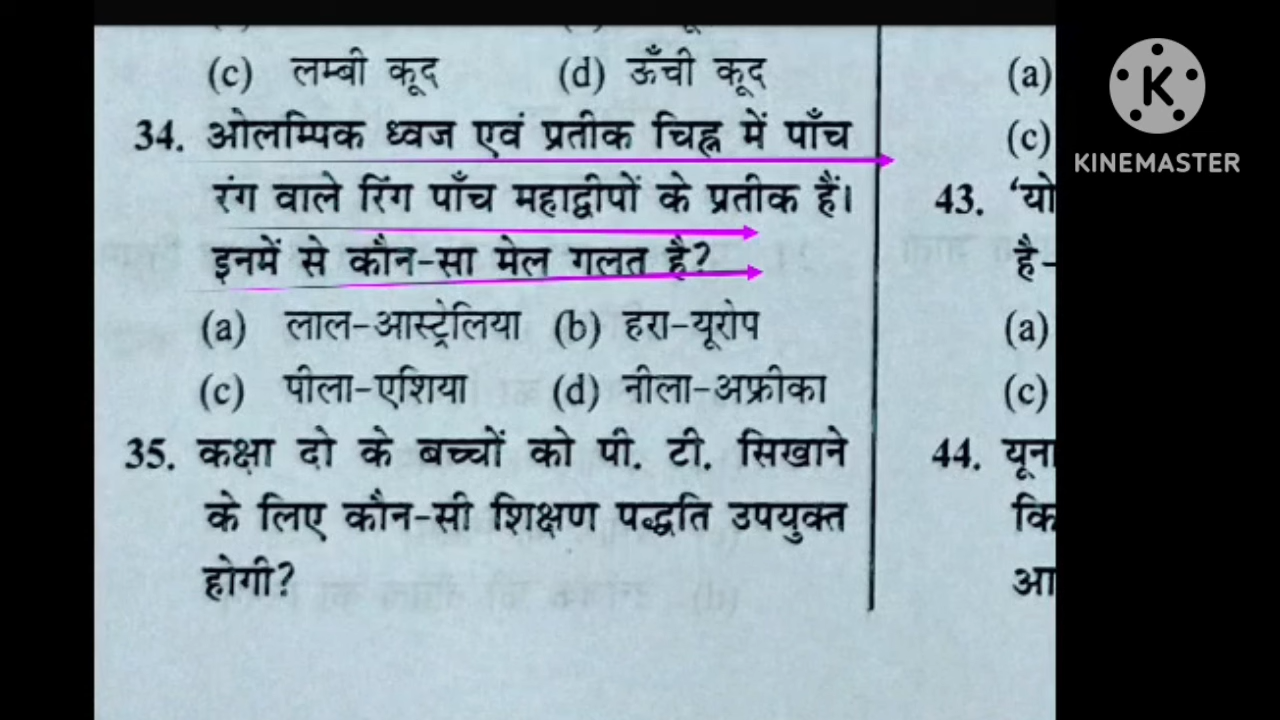 (c) लम्बी कूद (d) ऊँची कूद
34. ओलम्पिक ध्वज एवं प्रतीक चिह्न में पाँच
रंग वाले रिंग पाँच महाद्वीपों के प्रतीक हैं।
इनमें से कौन-सा मेल गलत है?
(a) लाल-आस्ट्रेलिया (b) हरा-यूरोप
(c) पीला-एशिया (d) नीला-अफ्रीका
35. कक्षा दो के बच्चों को पी. टी. सिखाने
के लिए कौन-सी शिक्षण पद्धति उपयुक्त
होगी?
(a)
(c)
43. 'यो
है-
(a)
(c)
44. यूना
कि
आ
K
KINEMASTER